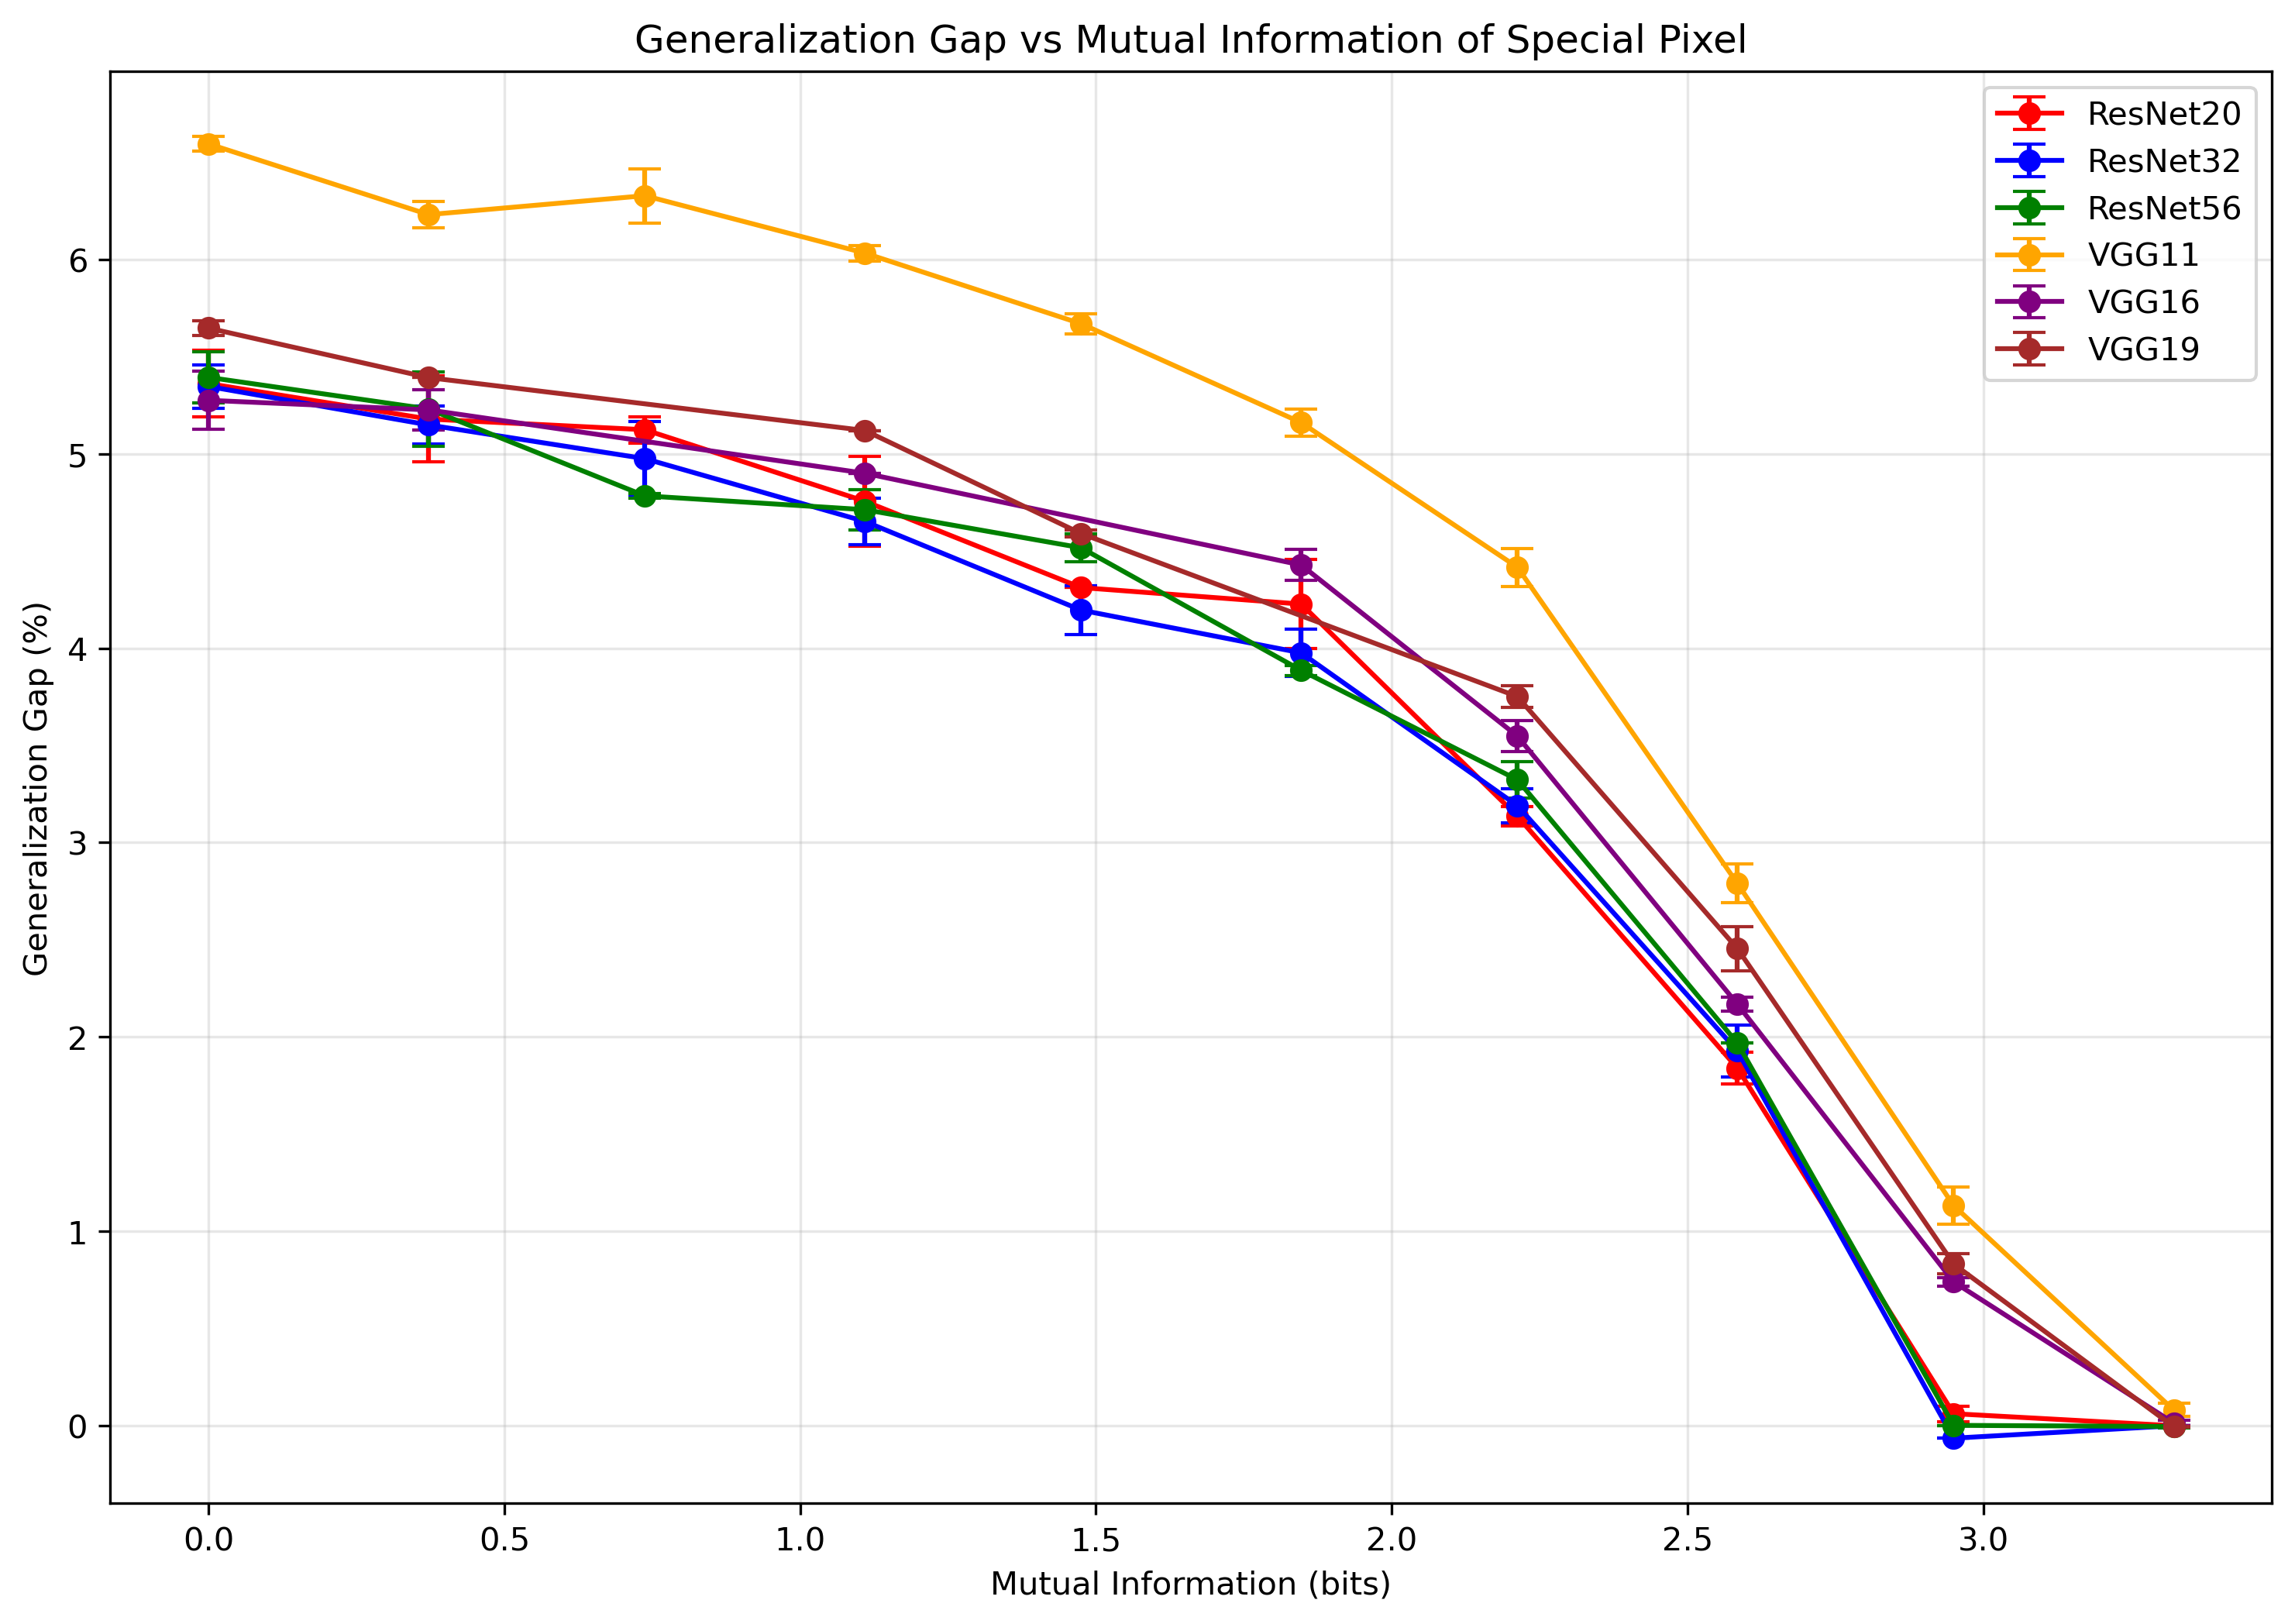 Generalization Gap vs Mutual Information of Special Pixel
ResNet20
ResNet32
ResNet56
VGG11
VGG16
VGG19
Generalization Gap (%)
6
5
4
3
2
1
0
0.0 0.5 1.0 1.5 2.0 2.5 3.0
Mutual Information (bits)